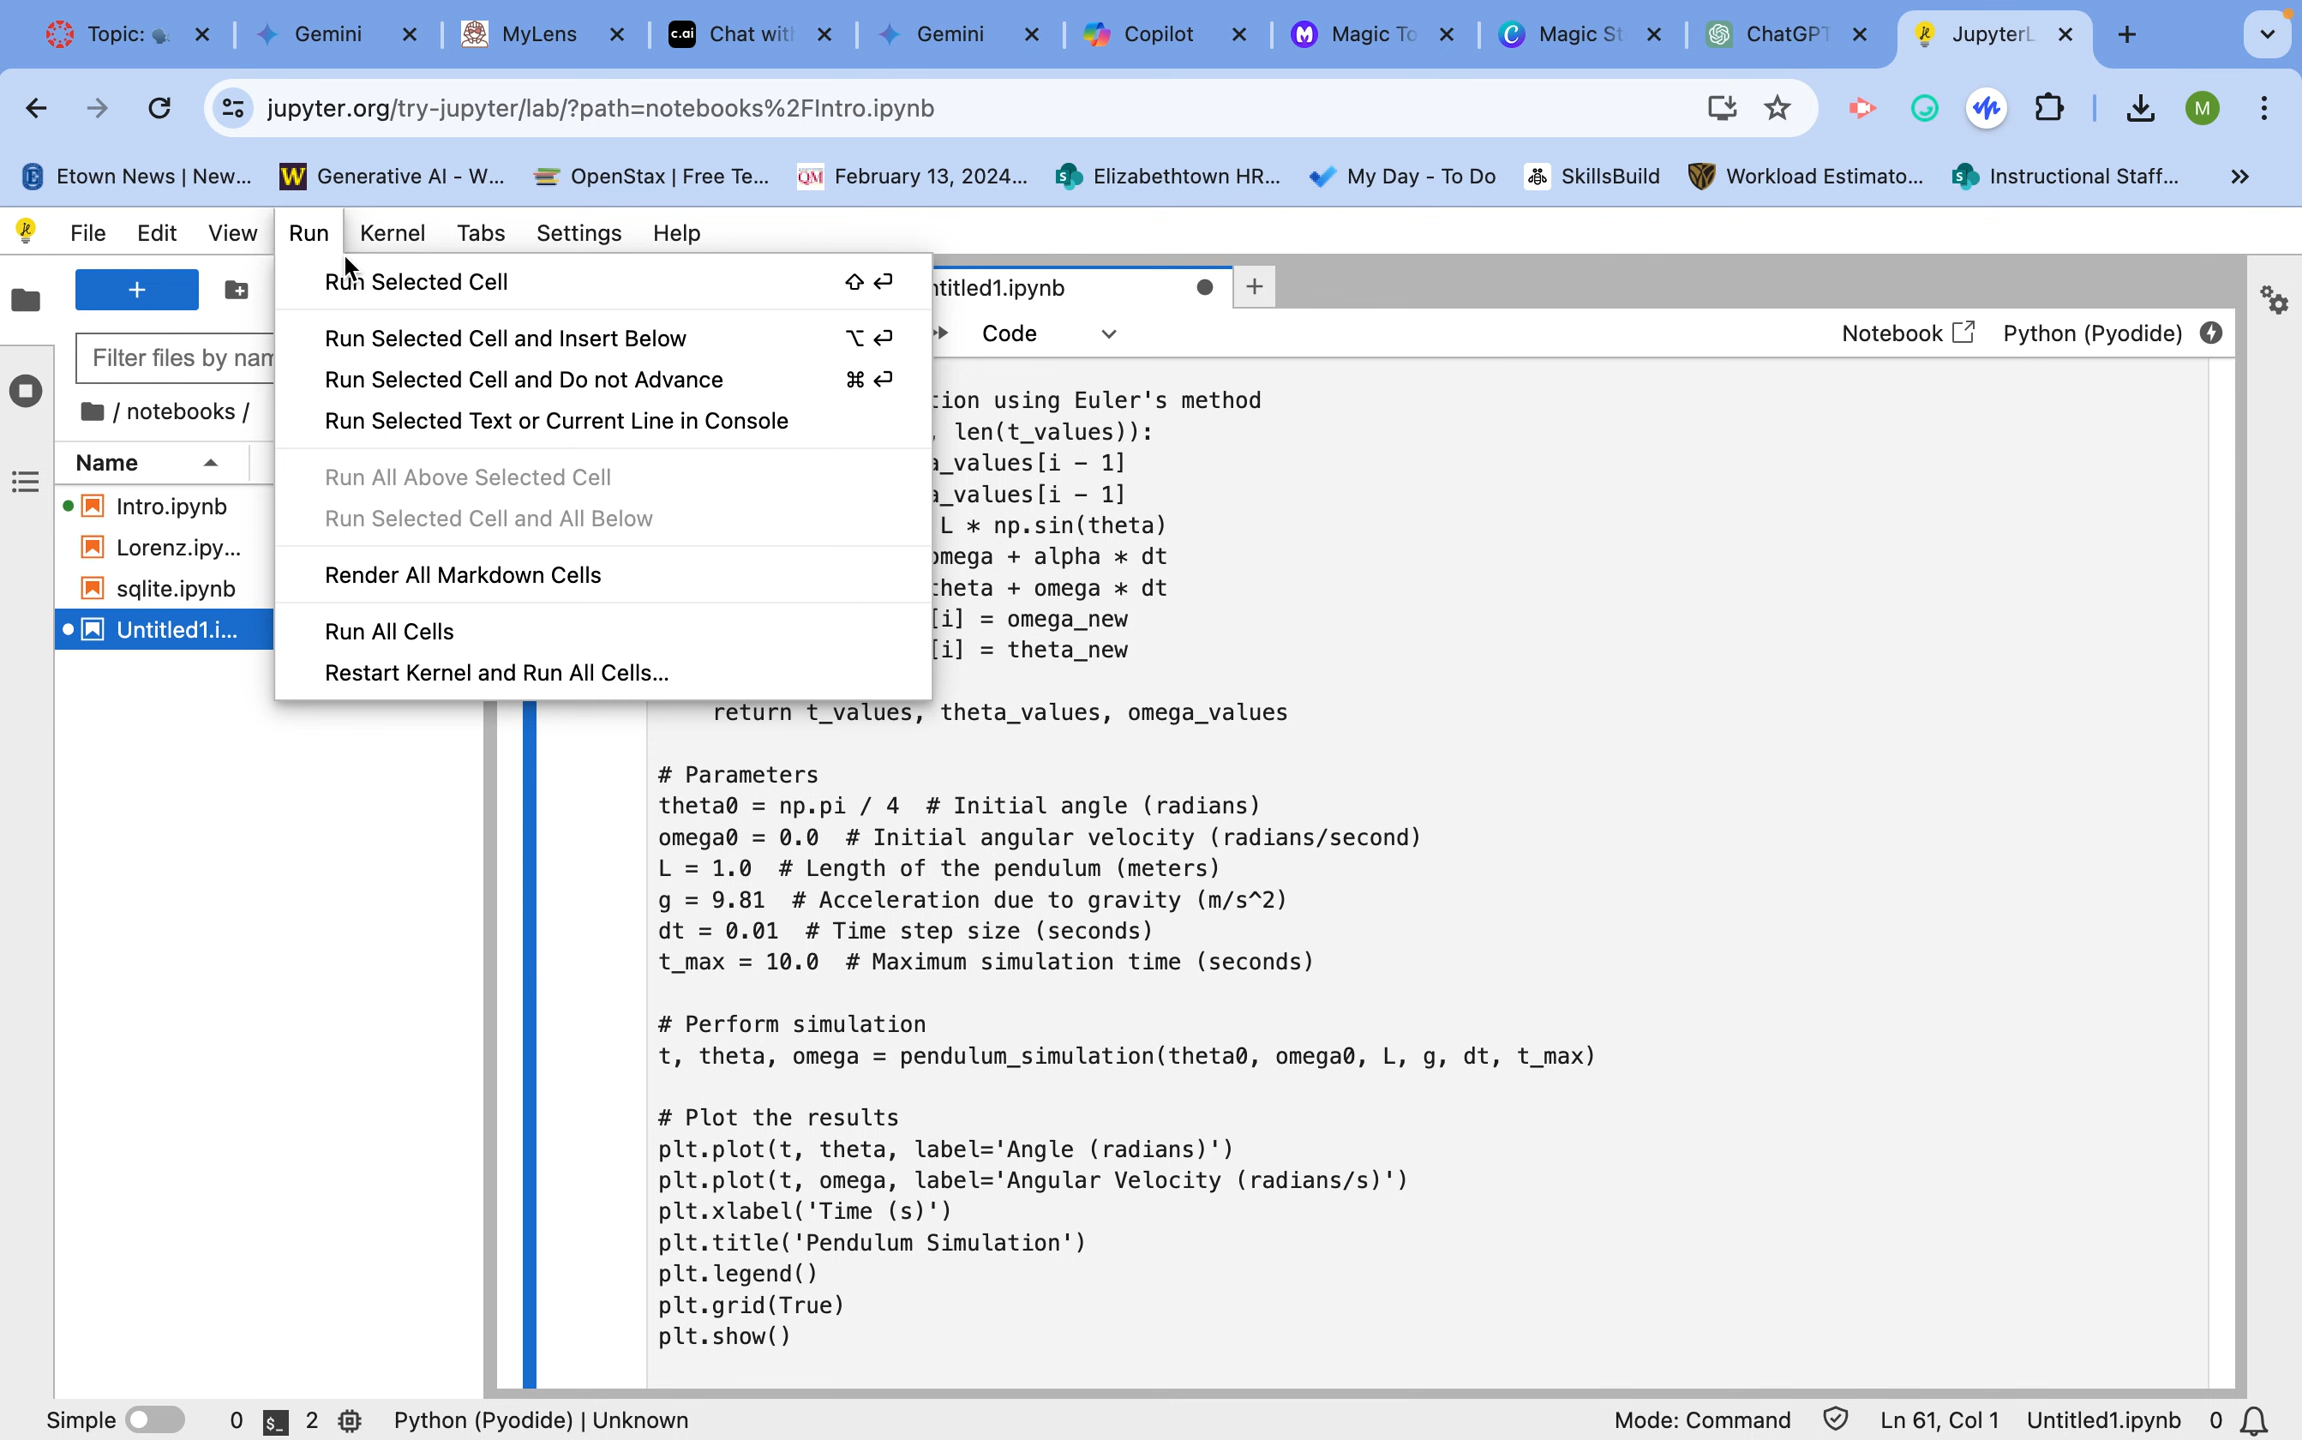 Topic:
Gemini
MyLens
Chat wit
Gemini
Copilot
Magic To
Magic St
ChatGPT
JupyterL
jupyter.org/try-jupyter/lab/?path=notebooks%2FIntro.ipynb
M
Etown News | New...
Generative AI - W...
OpenStax | Free Te...
February 13, 2024...
Elizabethtown HR...
My Day - To Do
SkillsBuild
Workload Estimato...
Instructional Staff...
File Edit View Run Kernel Tabs Settings Help
Run Selected Cell
Run Selected Cell and Insert Below
Run Selected Cell and Do not Advance
Run Selected Text or Current Line in Console
Run All Above Selected Cell
Run Selected Cell and All Below
Render All Markdown Cells
Run All Cells
Restart Kernel and Run All Cells...
Filter files by nam
/ notebooks /
Name
Intro.ipynb
Lorenz.ipy...
sqlite.ipynb
Untitled1.i...
ntitled1.ipynb
Code
Notebook
Python (Pyodide)
tion using Euler's method
, len(t_values)):
a_values[i - 1]
a_values[i - 1]
L * np.sin(theta)
omega + alpha * dt
theta + omega * dt
[i] = omega_new
[i] = theta_new
return t_values, theta_values, omega_values
# Parameters
theta0 = np.pi / 4  # Initial angle (radians)
omega0 = 0.0  # Initial angular velocity (radians/second)
L = 1.0  # Length of the pendulum (meters)
g = 9.81  # Acceleration due to gravity (m/s^2)
dt = 0.01  # Time step size (seconds)
t_max = 10.0  # Maximum simulation time (seconds)
# Perform simulation
t, theta, omega = pendulum_simulation(theta0, omega0, L, g, dt, t_max)
# Plot the results
plt.plot(t, theta, label='Angle (radians)')
plt.plot(t, omega, label='Angular Velocity (radians/s)')
plt.xlabel('Time (s)')
plt.title('Pendulum Simulation')
plt.legend()
plt.grid(True)
plt.show()
Simple
0
2
Python (Pyodide) | Unknown
Mode: Command
Ln 61, Col 1
Untitled1.ipynb
0